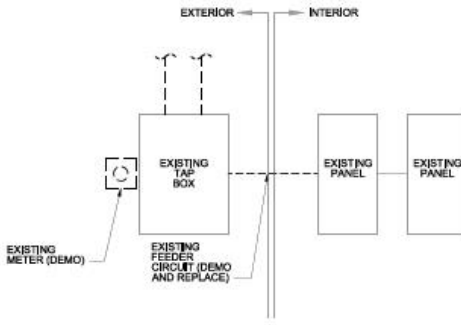 EXTERIOR
INTERIOR
EXISTING
TAP
BOX
EXISTING
PANEL
EXISTING
PANEL
EXISTING
METER (DEMO)
EXISTING
FEEDER
CIRCUIT (DEMO
AND REPLACE)